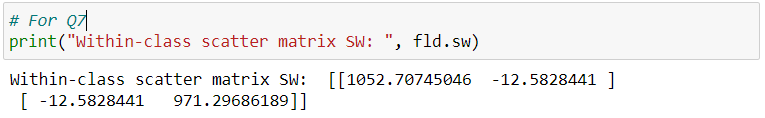 # For Q7
print("Within-class scatter matrix SW: ", fld.sw)
Within-class scatter matrix SW:  [[1052.70745046  -12.5828441 ]
 [ -12.5828441   971.29686189]]